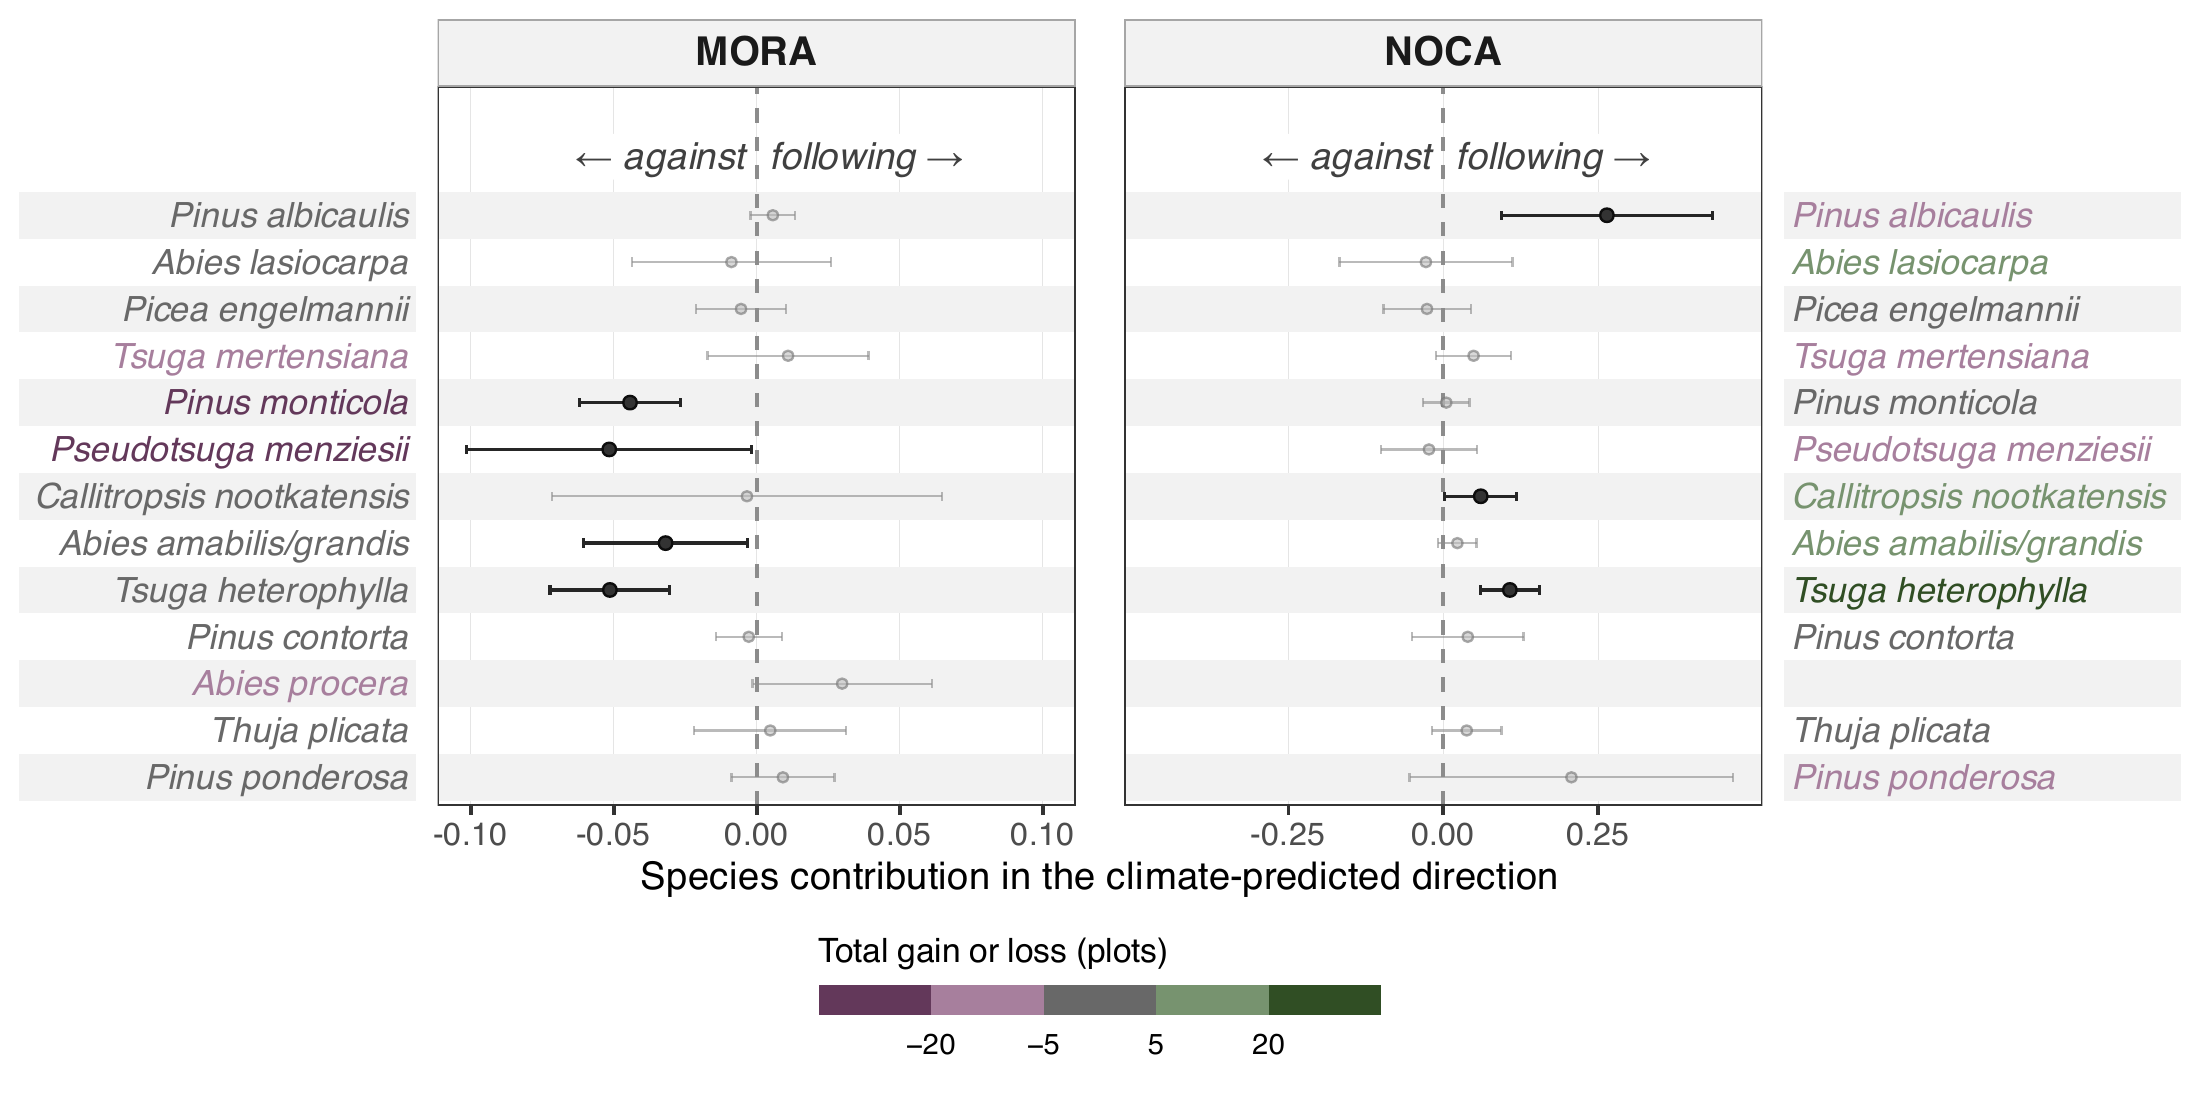 MORA NOCA
← against following → ← against following →
Pinus albicaulis Pinus albicaulis
Abies lasiocarpa Abies lasiocarpa
Picea engelmannii Picea engelmannii
Tsuga mertensiana Tsuga mertensiana
Pinus monticola Pinus monticola
Pseudotsuga menziesii Pseudotsuga menziesii
Callitropsis nootkatensis Callitropsis nootkatensis
Abies amabilis/grandis Abies amabilis/grandis
Tsuga heterophylla Tsuga heterophylla
Pinus contorta Pinus contorta
Abies procera
Thuja plicata Thuja plicata
Pinus ponderosa Pinus ponderosa
-0.10 -0.05 0.00 0.05 0.10 -0.25 0.00 0.25
Species contribution in the climate-predicted direction
Total gain or loss (plots)
−20 −5 5 20